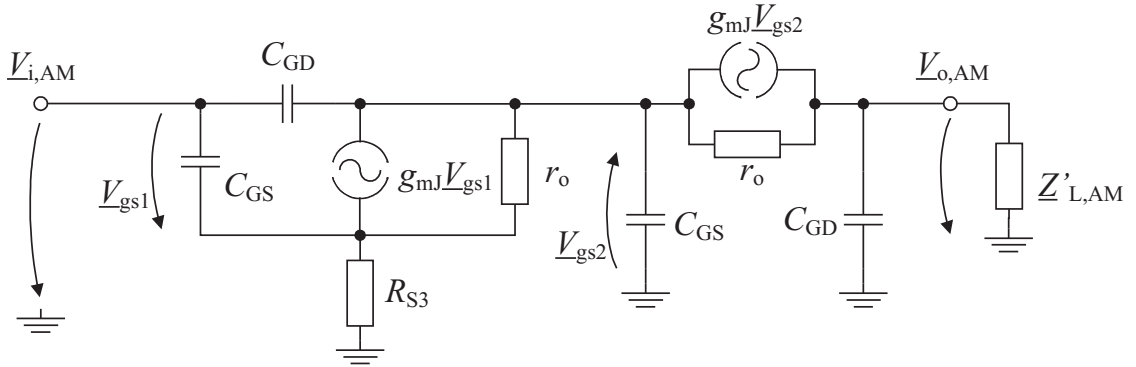 g_mJ V_gs2
V_i,AM
C_GD
V_o,AM
V_gs1
C_GS
g_mJ V_gs1
r_o
r_o
V_gs2
C_GS
C_GD
Z'_L,AM
R_S3